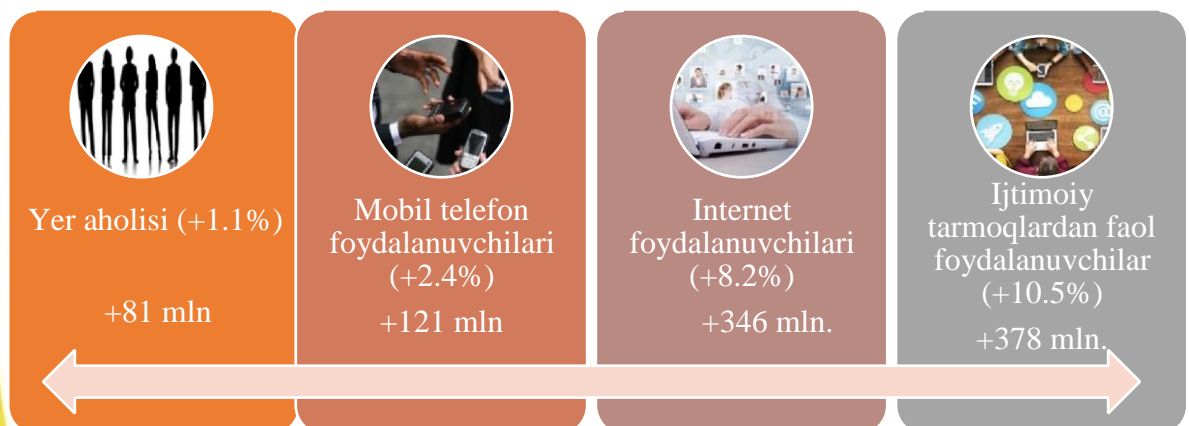 Yer aholisi (+1.1%)
+81 mln
Mobil telefon
foydalanuvchilari
(+2.4%)
+121 mln
Internet
foydalanuvchilari
(+8.2%)
+346 mln.
Ijtimoiy
tarmoqlardan faol
foydalanuvchilar
(+10.5%)
+378 mln.